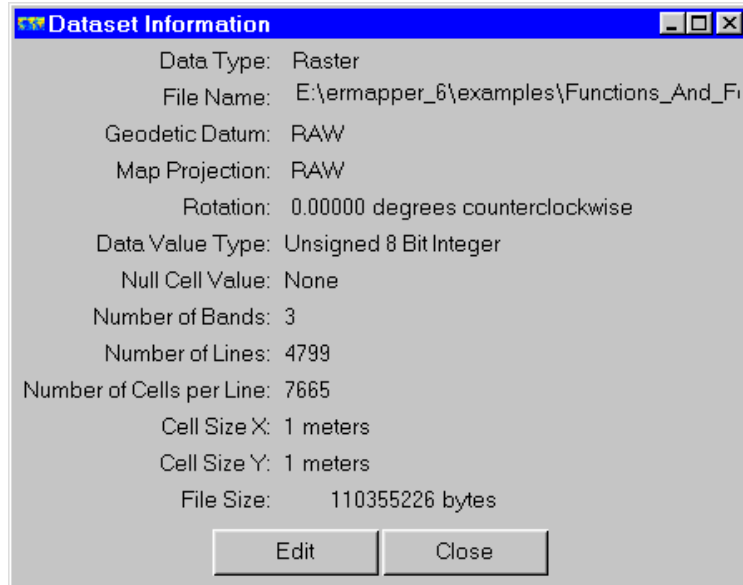 Dataset Information
Data Type: Raster
File Name: E:\ermapper_6\examples\Functions_And_F
Geodetic Datum: RAW
Map Projection: RAW
Rotation: 0.00000 degrees counterclockwise
Data Value Type: Unsigned 8 Bit Integer
Null Cell Value: None
Number of Bands: 3
Number of Lines: 4799
Number of Cells per Line: 7665
Cell Size X: 1 meters
Cell Size Y: 1 meters
File Size: 110355226 bytes
Edit Close